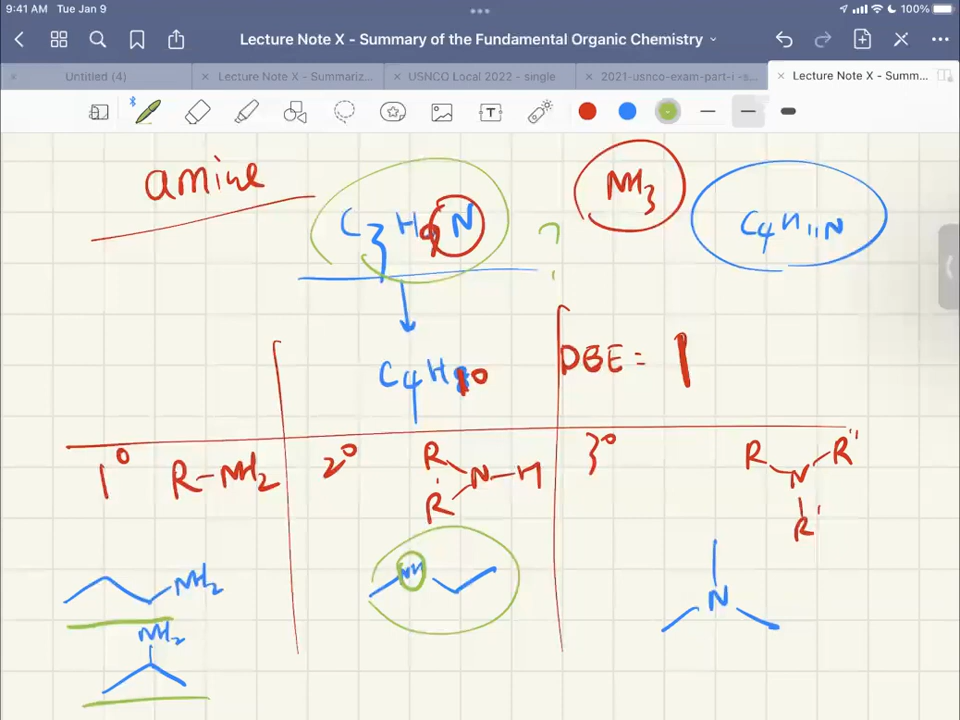 9:41 AM Tue Jan 9
100%
Lecture Note X - Summary of the Fundamental Organic Chemistry
Untitled (4)
Lecture Note X - Summariz...
USNCO Local 2022 - single
2021-usnco-exam-part-i -s...
Lecture Note X - Summ...
amine
C3H9N ?
NH3
C4H11N
C4H10
DBE = 1
1° R-NH2
2° R R' N-H
3° R N R" R'
NH2
NH
N
NH2